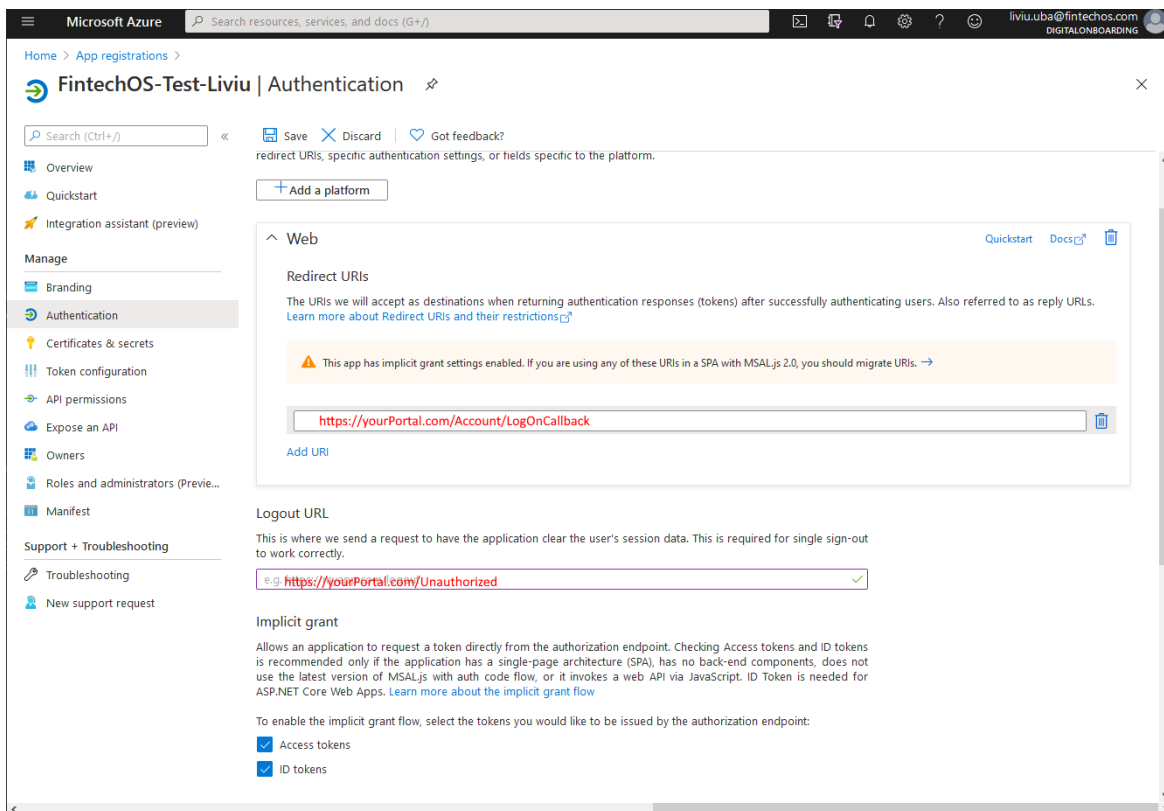 Microsoft Azure
Search resources, services, and docs (G+/)
liviu.uba@fintechos.com
DIGITALONBOARDING
Home > App registrations >
FintechOS-Test-Liviu | Authentication
Search (Ctrl+/)
«
Save
Discard
Got feedback?
redirect URIs, specific authentication settings, or fields specific to the platform.
Overview
Quickstart
Integration assistant (preview)
Manage
Branding
Authentication
Certificates & secrets
Token configuration
API permissions
Expose an API
Owners
Roles and administrators (Previe...
Manifest
Support + Troubleshooting
Troubleshooting
New support request
Add a platform
Web
Quickstart
Docs
Redirect URIs
The URIs we will accept as destinations when returning authentication responses (tokens) after successfully authenticating users. Also referred to as reply URLs.
Learn more about Redirect URIs and their restrictions
This app has implicit grant settings enabled. If you are using any of these URIs in a SPA with MSAL.js 2.0, you should migrate URIs. →
https://yourPortal.com/Account/LogOnCallback
Add URI
Logout URL
This is where we send a request to have the application clear the user's session data. This is required for single sign-out
to work correctly.
e.g. https://yourPortal.com/Unauthorized
Implicit grant
Allows an application to request a token directly from the authorization endpoint. Checking Access tokens and ID tokens
is recommended only if the application has a single-page architecture (SPA), has no back-end components, does not
use the latest version of MSAL.js with auth code flow, or it invokes a web API via JavaScript. ID Token is needed for
ASP.NET Core Web Apps. Learn more about the implicit grant flow
To enable the implicit grant flow, select the tokens you would like to be issued by the authorization endpoint:
Access tokens
ID tokens